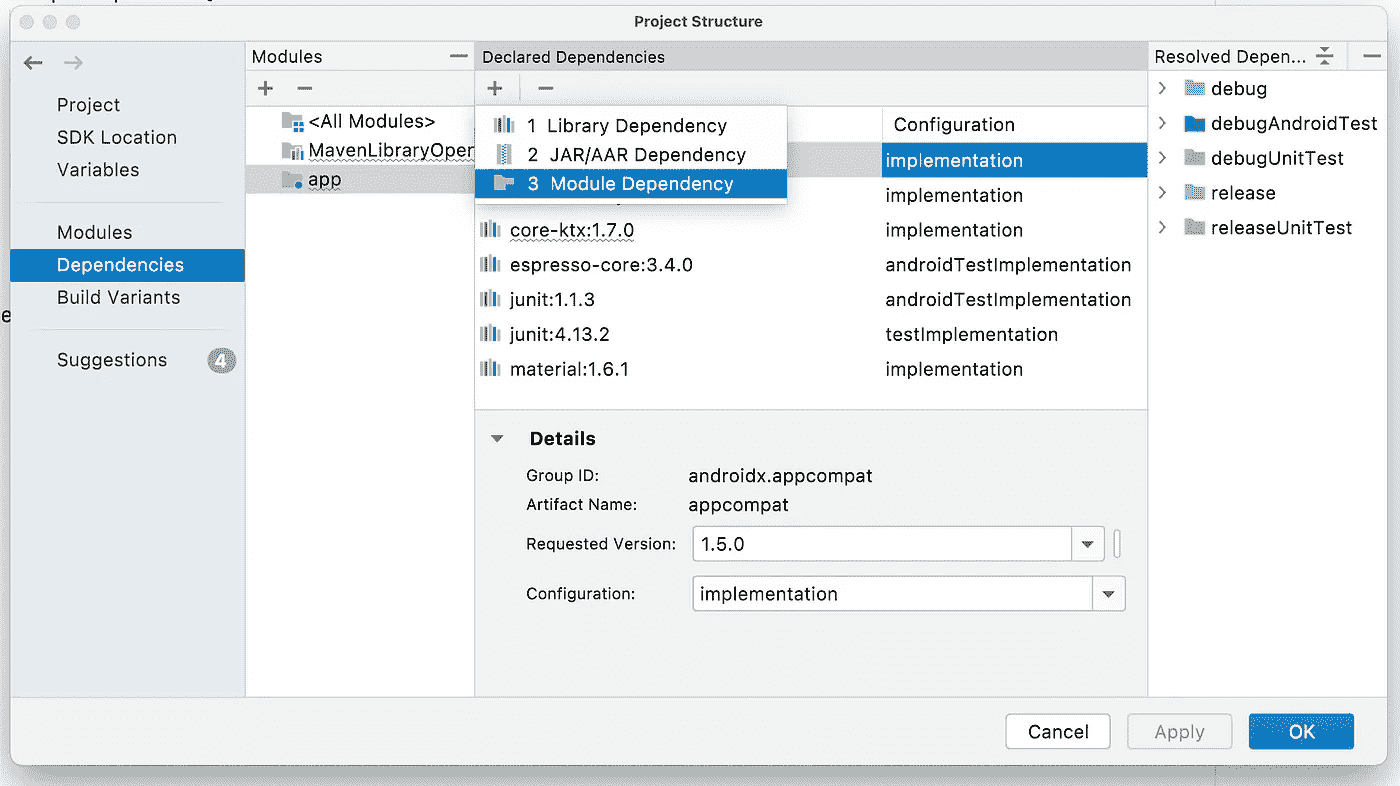 Project Structure
Project
SDK Location
Variables
Modules
Dependencies
Build Variants
Suggestions
4
Modules
<All Modules>
MavenLibraryOper
app
Declared Dependencies
1 Library Dependency
2 JAR/AAR Dependency
3 Module Dependency
Configuration
implementation
implementation
core-ktx:1.7.0 implementation
espresso-core:3.4.0 androidTestImplementation
junit:1.1.3 androidTestImplementation
junit:4.13.2 testImplementation
material:1.6.1 implementation
Details
Group ID: androidx.appcompat
Artifact Name: appcompat
Requested Version: 1.5.0
Configuration: implementation
Resolved Depen...
debug
debugAndroidTest
debugUnitTest
release
releaseUnitTest
Cancel Apply OK